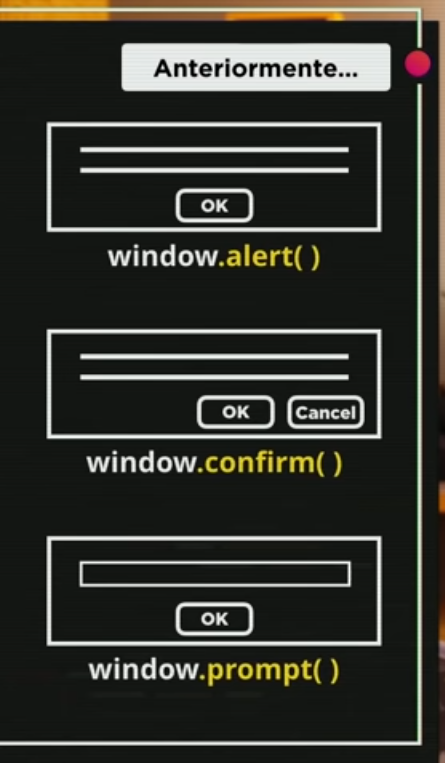 Anteriormente...
OK
window.alert( )
OK Cancel
window.confirm( )
OK
window.prompt( )